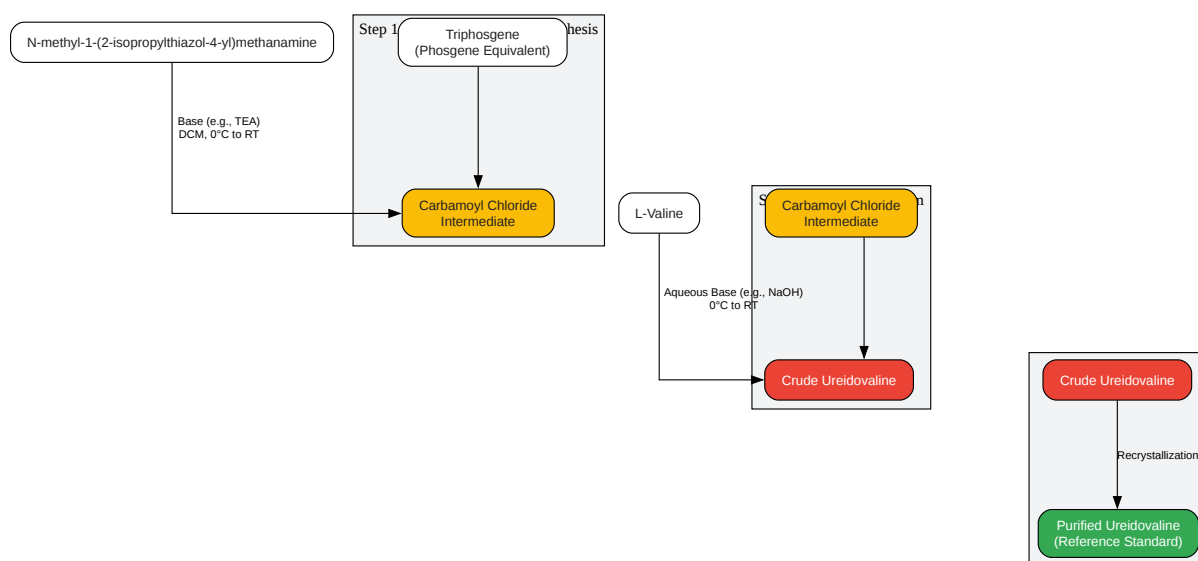 N-methyl-1-(2-isopropylthiazol-4-yl)methanamine
Step 1
Triphosgene
(Phosgene Equivalent)
Base (e.g., TEA)
DCM, 0°C to RT
Carbamoyl Chloride
Intermediate
L-Valine
Carbamoyl Chloride
Intermediate
Aqueous Base (e.g., NaOH)
0°C to RT
Crude Ureidovaline
Crude Ureidovaline
Recrystallization
Purified Ureidovaline
(Reference Standard)